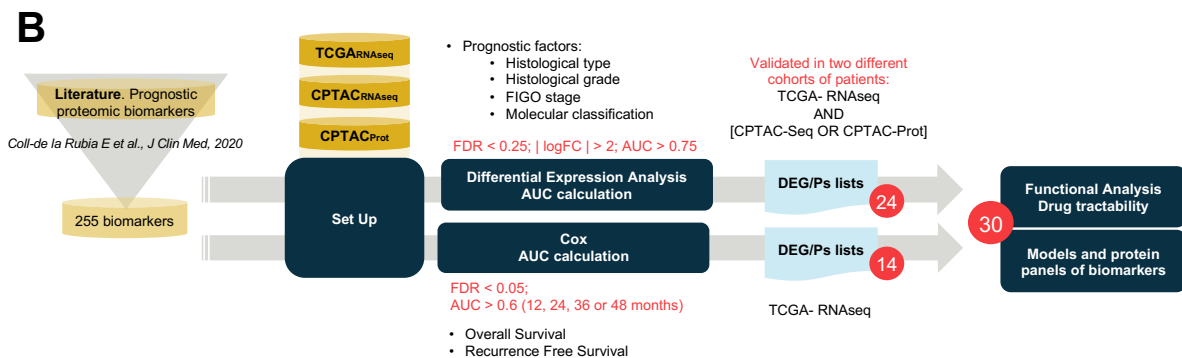 B
Literature. Prognostic
proteomic biomarkers
Coll-de la Rubia E et al., J Clin Med, 2020
255 biomarkers
TCGARNAseq
CPTACRNAseq
CPTACProt
Set Up
• Prognostic factors:
• Histological type
• Histological grade
• FIGO stage
• Molecular classification
FDR < 0.25; | logFC | > 2; AUC > 0.75
Differential Expression Analysis
AUC calculation
Cox
AUC calculation
FDR < 0.05;
AUC > 0.6 (12, 24, 36 or 48 months)
• Overall Survival
• Recurrence Free Survival
Validated in two different
cohorts of patients:
TCGA- RNAseq
AND
[CPTAC-Seq OR CPTAC-Prot]
DEG/Ps lists
24
DEG/Ps lists
14
TCGA- RNAseq
30
Functional Analysis
Drug tractability
Models and protein
panels of biomarkers